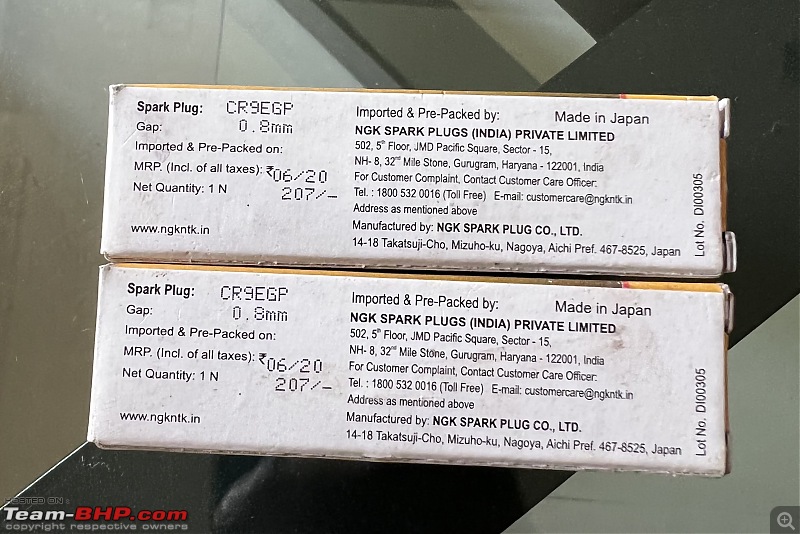 Spark Plug: CR9EGP
Gap: 0.8mm
Imported & Pre-Packed on:
MRP. (Incl. of all taxes): ₹06/20
Net Quantity: 1 N 207/-
www.ngkntk.in
Imported & Pre-Packed by: Made in Japan
NGK SPARK PLUGS (INDIA) PRIVATE LIMITED
502, 5th Floor, JMD Pacific Square, Sector - 15,
NH- 8, 32nd Mile Stone, Gurugram, Haryana - 122001, India
For Customer Complaint, Contact Customer Care Officer:
Tel. : 1800 532 0016 (Toll Free) E-mail: customercare@ngkntk.in
Address as mentioned above
Manufactured by: NGK SPARK PLUG CO., LTD.
14-18 Takatsuji-Cho, Mizuho-ku, Nagoya, Aichi Pref. 467-8525, Japan
Lot No. DI00305
Spark Plug: CR9EGP
Gap: 0.8mm
Imported & Pre-Packed on:
MRP. (Incl. of all taxes): ₹06/20
Net Quantity: 1 N 207/-
www.ngkntk.in
Imported & Pre-Packed by: Made in Japan
NGK SPARK PLUGS (INDIA) PRIVATE LIMITED
502, 5th Floor, JMD Pacific Square, Sector - 15,
NH- 8, 32nd Mile Stone, Gurugram, Haryana - 122001, India
For Customer Complaint, Contact Customer Care Officer:
Tel. : 1800 532 0016 (Toll Free) E-mail: customercare@ngkntk.in
Address as mentioned above
Manufactured by: NGK SPARK PLUG CO., LTD.
14-18 Takatsuji-Cho, Mizuho-ku, Nagoya, Aichi Pref. 467-8525, Japan
Lot No. DI00305
HOSTED ON :
Team-BHP.com
copyright respective owners